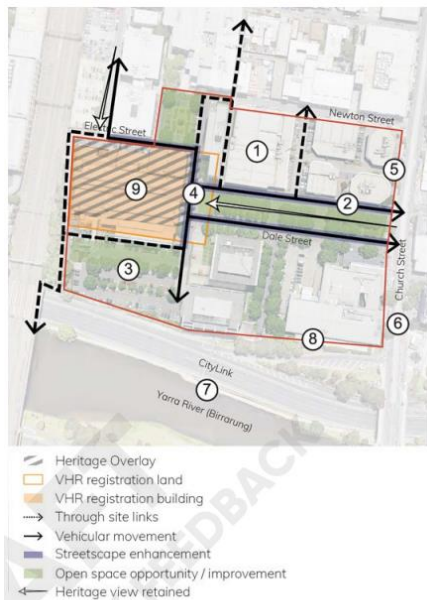 Newton Street
Electric Street
1
5
9
4
2
Dale Street
Church Street
3
8
6
CityLink
7
Yarra River (Birrarung)
Heritage Overlay
VHR registration land
VHR registration building
Through site links
Vehicular movement
Streetscape enhancement
Open space opportunity / improvement
Heritage view retained
FEEDBACK